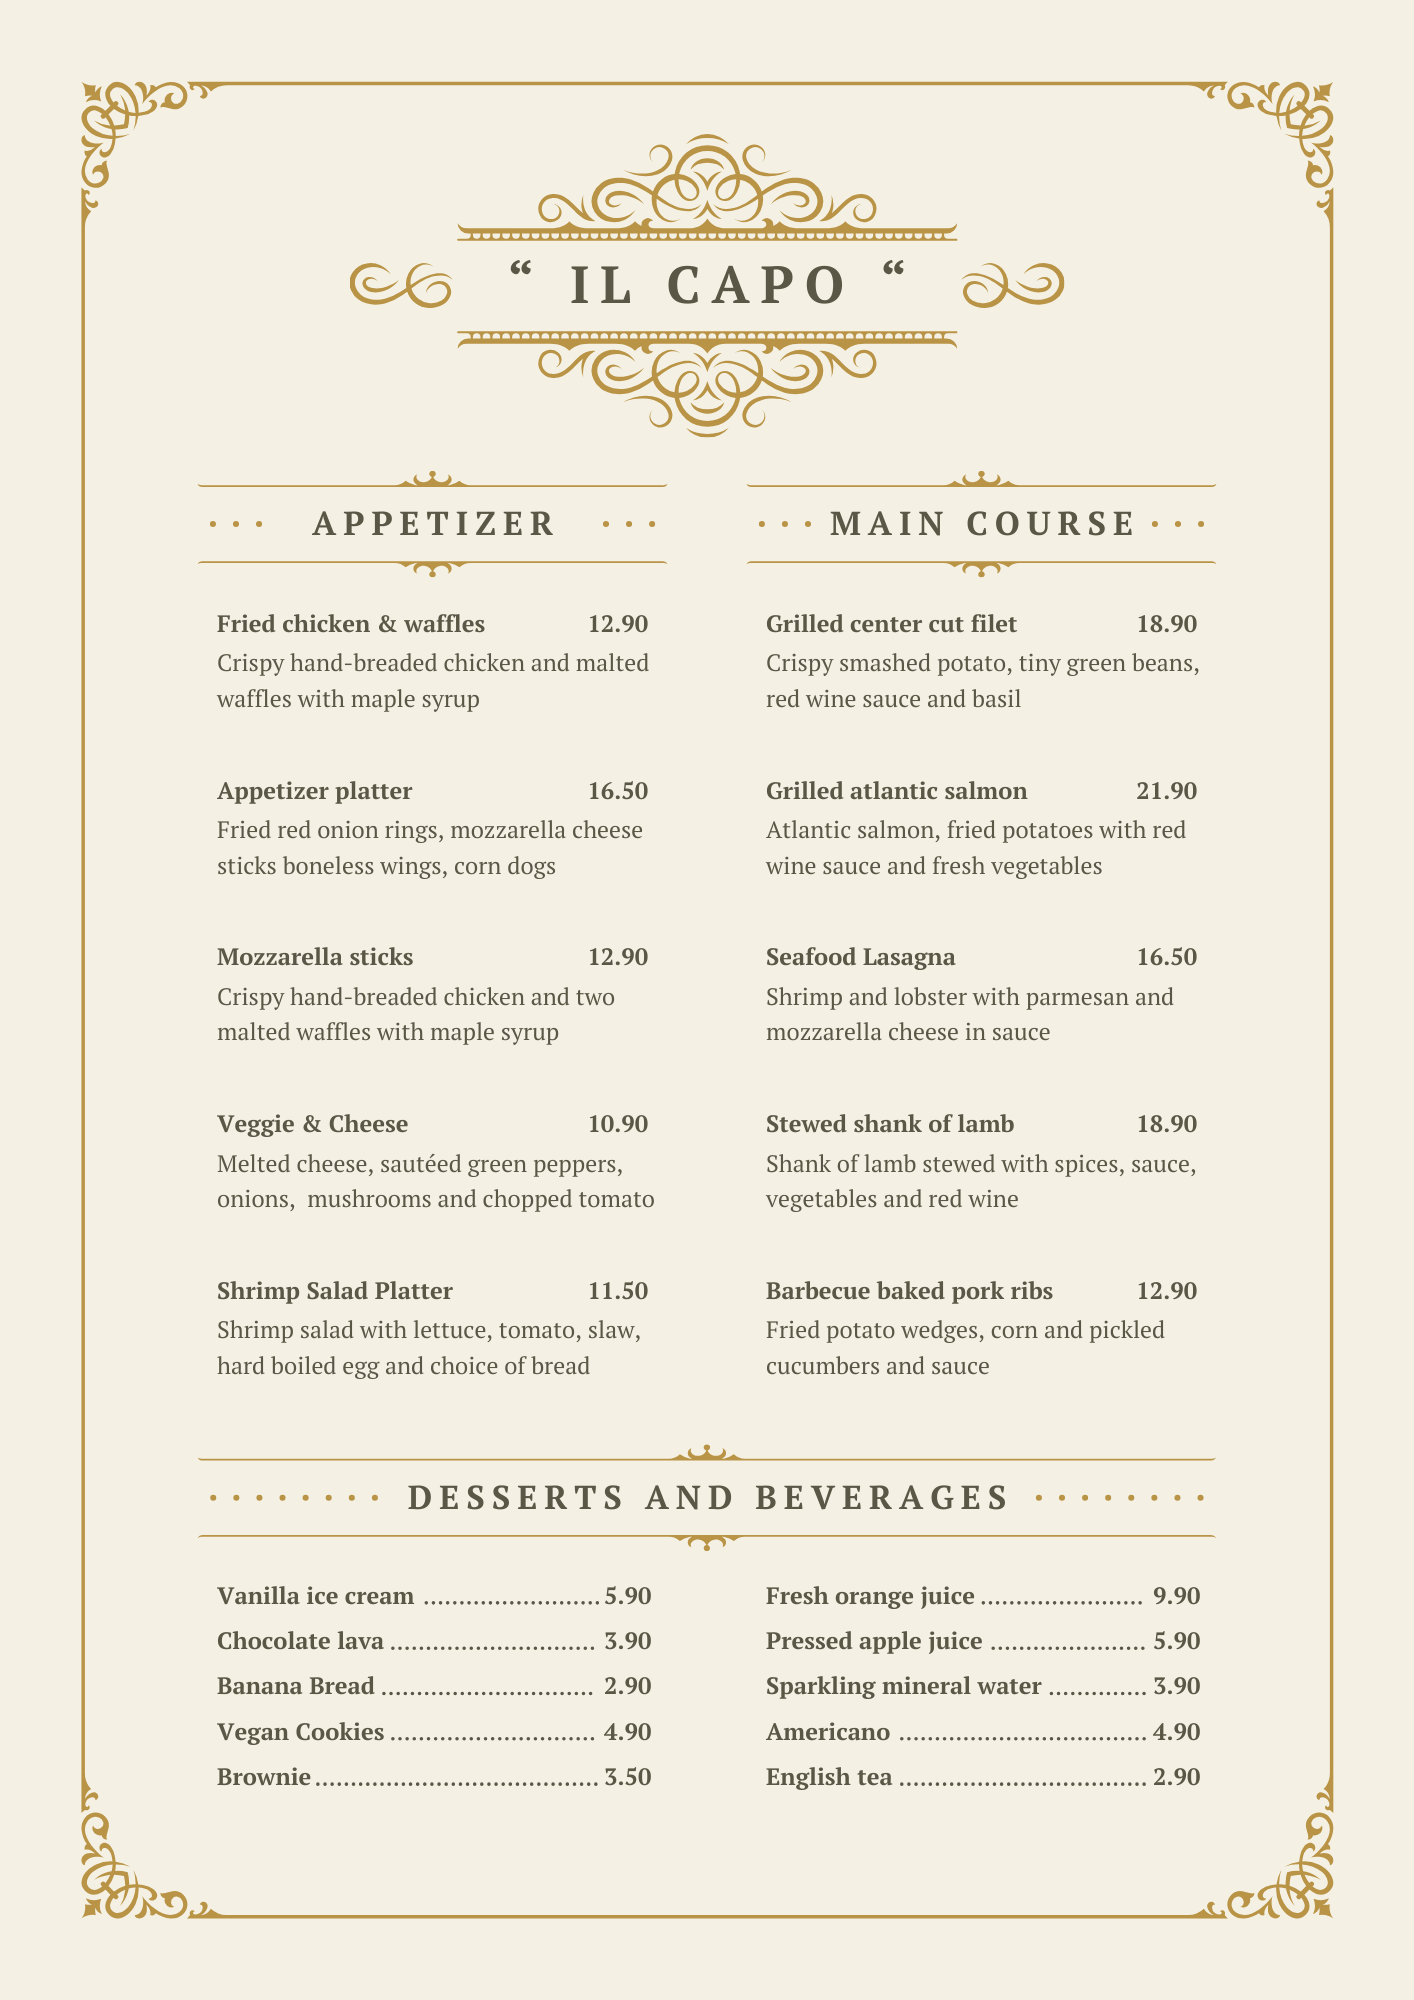 “ IL CAPO “
APPETIZER
Fried chicken & waffles 12.90
Crispy hand-breaded chicken and malted
waffles with maple syrup
Appetizer platter 16.50
Fried red onion rings, mozzarella cheese
sticks boneless wings, corn dogs
Mozzarella sticks 12.90
Crispy hand-breaded chicken and two
malted waffles with maple syrup
Veggie & Cheese 10.90
Melted cheese, sautéed green peppers,
onions,  mushrooms and chopped tomato
Shrimp Salad Platter 11.50
Shrimp salad with lettuce, tomato, slaw,
hard boiled egg and choice of bread
MAIN COURSE
Grilled center cut filet 18.90
Crispy smashed potato, tiny green beans,
red wine sauce and basil
Grilled atlantic salmon 21.90
Atlantic salmon, fried potatoes with red
wine sauce and fresh vegetables
Seafood Lasagna 16.50
Shrimp and lobster with parmesan and
mozzarella cheese in sauce
Stewed shank of lamb 18.90
Shank of lamb stewed with spices, sauce,
vegetables and red wine
Barbecue baked pork ribs 12.90
Fried potato wedges, corn and pickled
cucumbers and sauce
DESSERTS AND BEVERAGES
Vanilla ice cream ......................... 5.90
Chocolate lava ............................. 3.90
Banana Bread .............................. 2.90
Vegan Cookies ............................. 4.90
Brownie ........................................ 3.50
Fresh orange juice ....................... 9.90
Pressed apple juice ...................... 5.90
Sparkling mineral water .............. 3.90
Americano ................................... 4.90
English tea ................................... 2.90